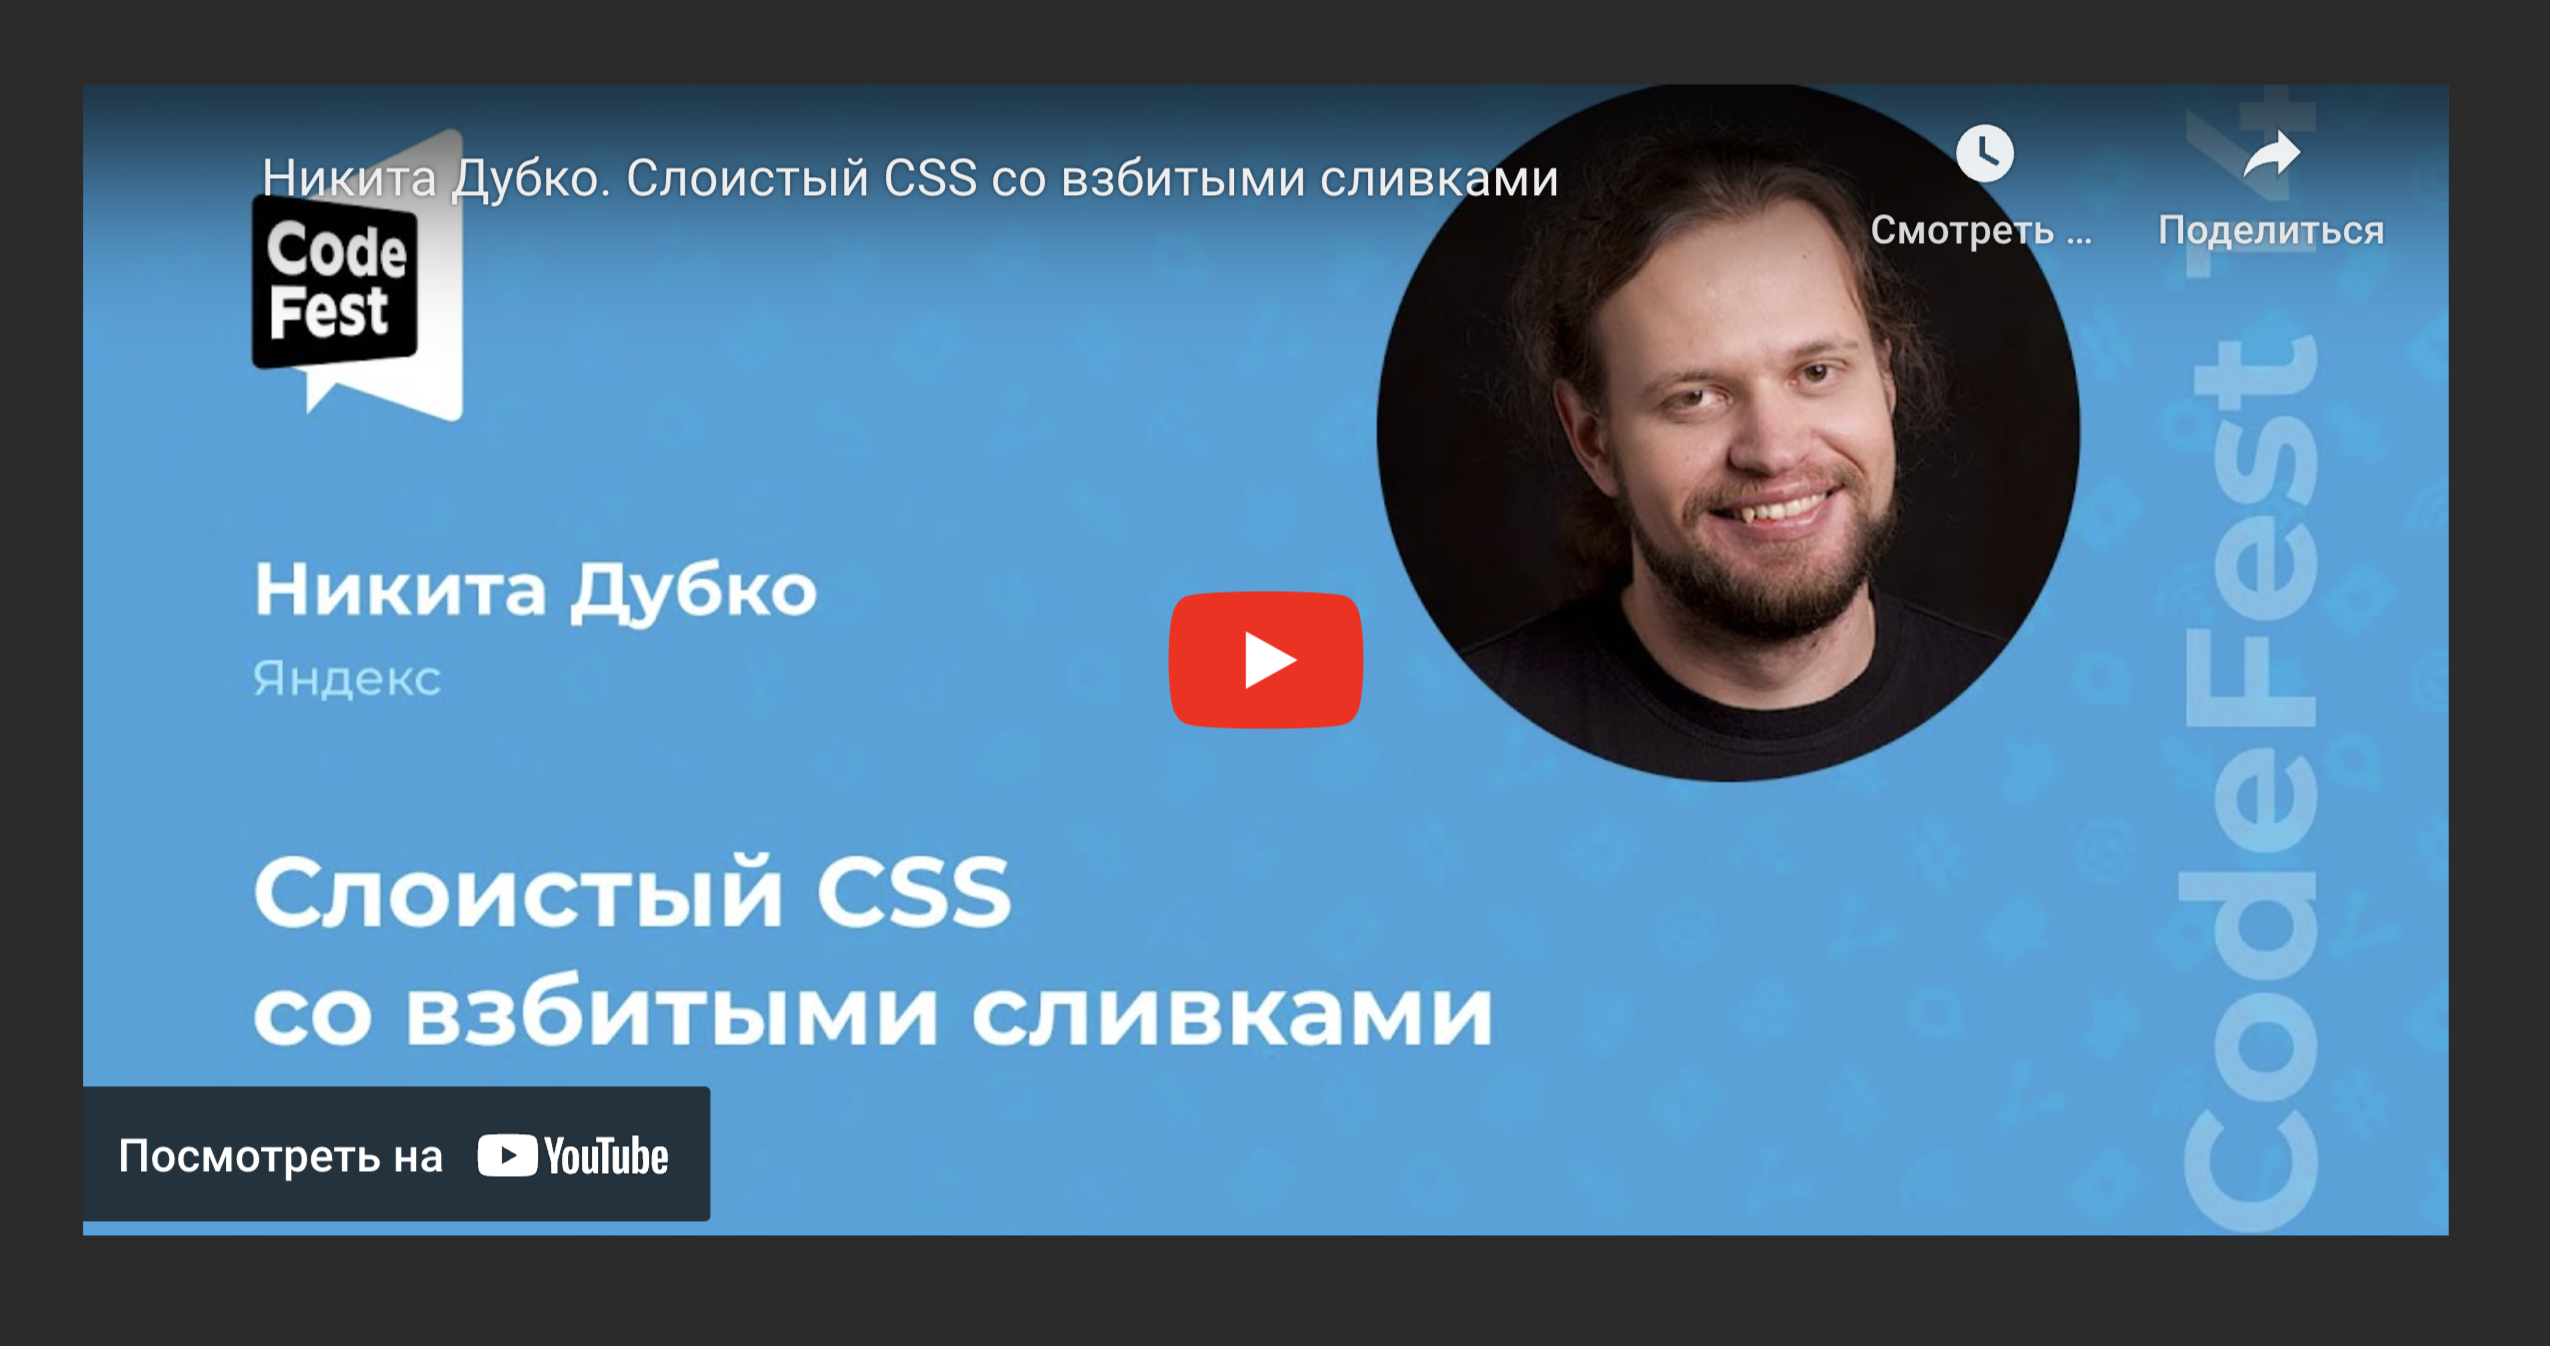 Никита Дубко. Слоистый CSS со взбитыми сливками
Смотреть ...
Поделиться
Code
Fest
Никита Дубко
Яндекс
Слоистый CSS
со взбитыми сливками
CodeFest 14+
Посмотреть на YouTube